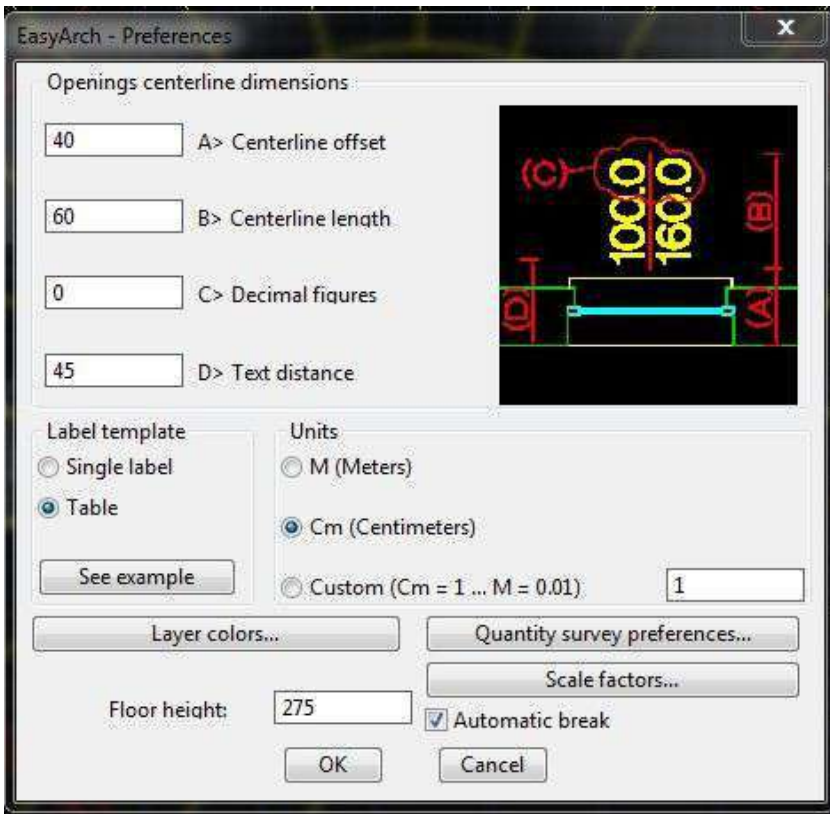 EasyArch - Preferences
X
Openings centerline dimensions
40
A> Centerline offset
60
B> Centerline length
0
C> Decimal figures
45
D> Text distance
(C)
100.0
160.0
(B)
(D)
(A)
Label template
Single label
Table
See example
Units
M (Meters)
Cm (Centimeters)
Custom (Cm = 1 ... M = 0.01)
1
Layer colors...
Quantity survey preferences...
Scale factors...
Floor height:
275
Automatic break
OK
Cancel